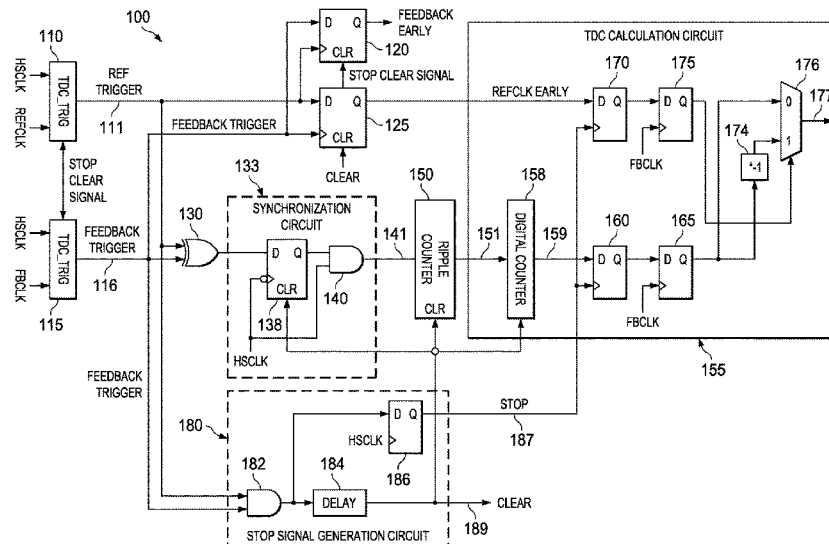 100
110
HSCLK
REFCLK
TDC_TRIG
REF
TRIGGER
111
STOP
CLEAR
SIGNAL
HSCLK
FBCLK
TDC_TRIG
115
FEEDBACK
TRIGGER
116
D Q
CLR
120
FEEDBACK
EARLY
STOP CLEAR SIGNAL
FEEDBACK TRIGGER
D Q
CLR
125
CLEAR
REFCLK EARLY
TDC CALCULATION CIRCUIT
170
D Q
175
D Q
FBCLK
176
0
1
177
174
*-1
130
133
SYNCHRONIZATION
CIRCUIT
D Q
CLR
138
140
HSCLK
141
150
RIPPLE
COUNTER
CLR
151
158
DIGITAL COUNTER
159
160
D Q
165
D Q
FBCLK
155
FEEDBACK
TRIGGER
180
182
184
DELAY
HSCLK
D Q
186
STOP
187
CLEAR
189
STOP SIGNAL GENERATION CIRCUIT